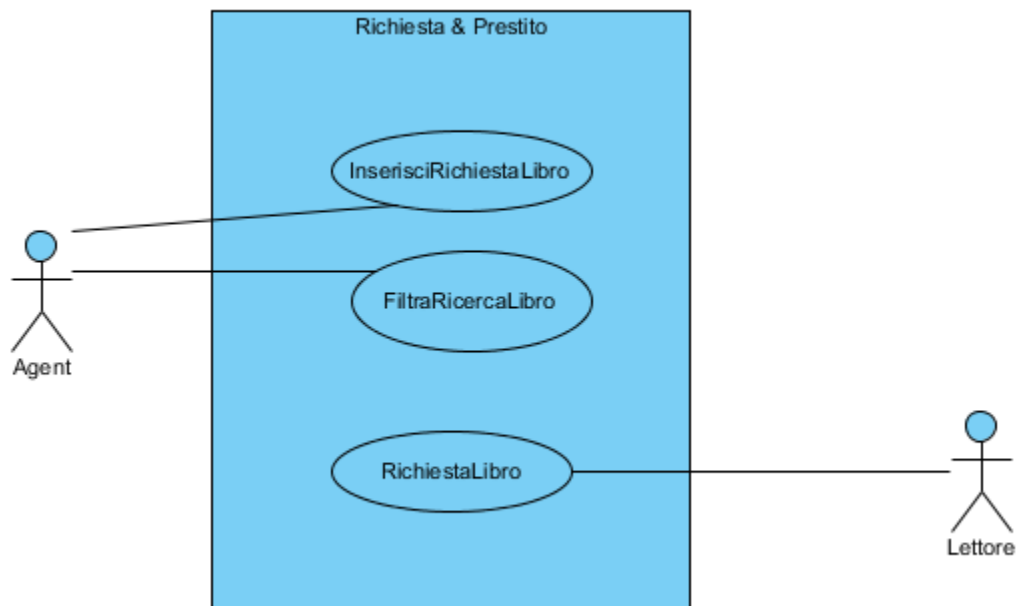 Richiesta & Prestito
InserisciRichiestaLibro
FiltraRicercaLibro
Agent
RichiestaLibro
Lettore